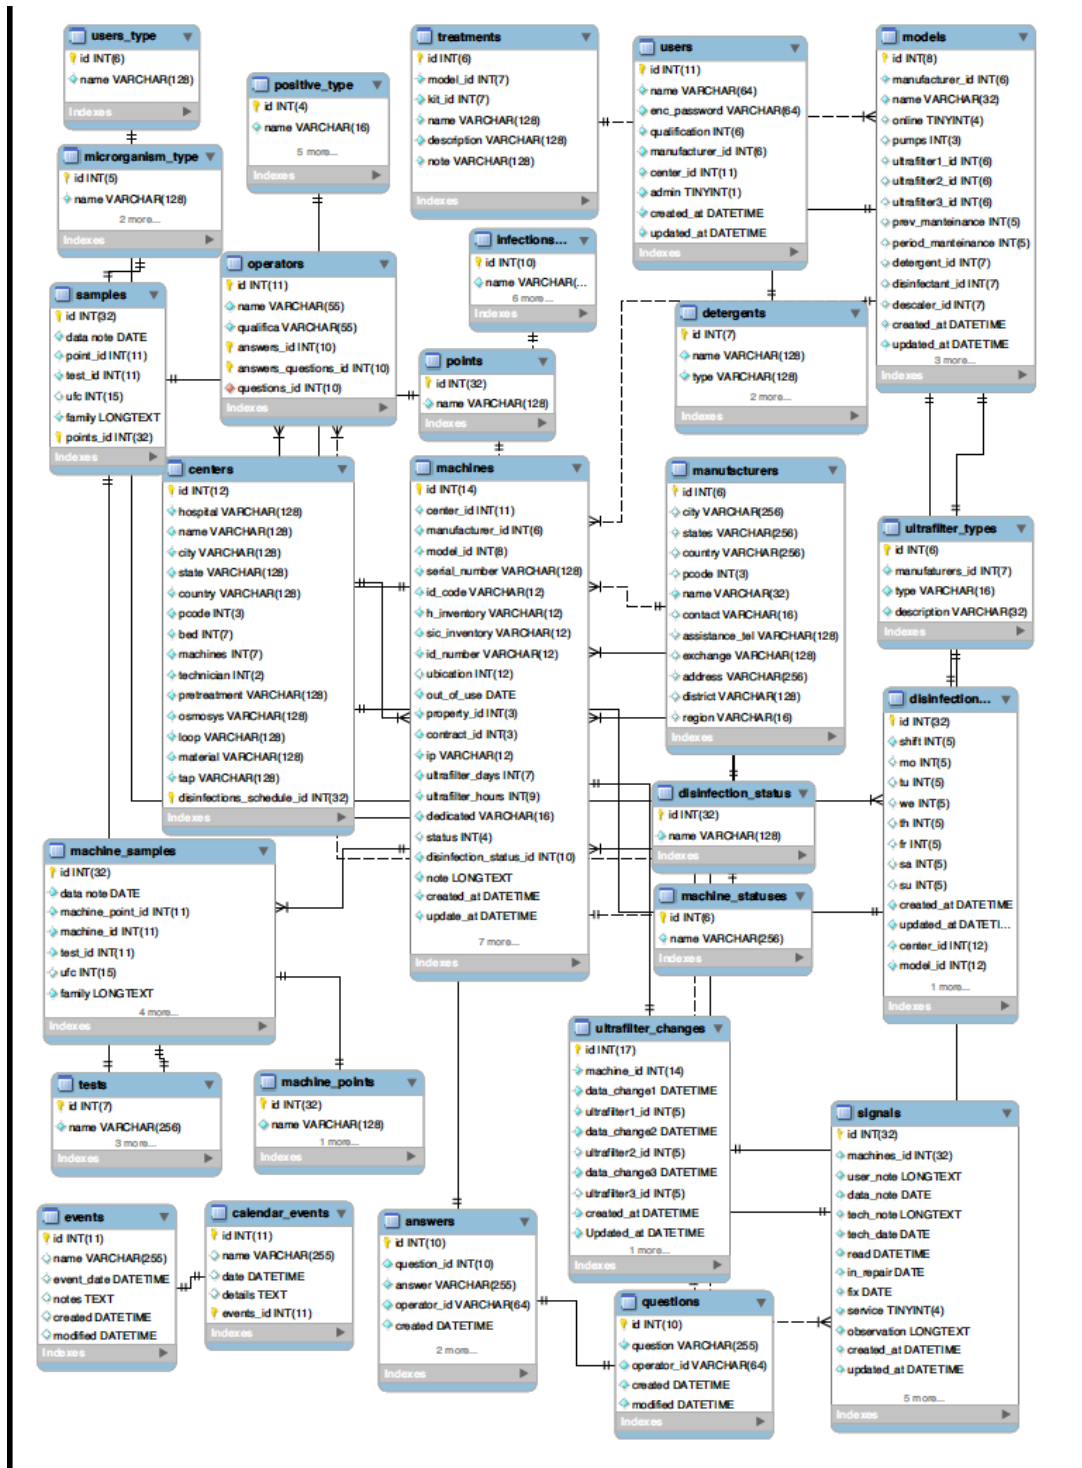 users_type
id INT(6)
name VARCHAR(128)
Indexes
positive_type
id INT(4)
name VARCHAR(16)
5 more...
Indexes
treatments
id INT(6)
model_id INT(7)
kit_id INT(7)
name VARCHAR(128)
description VARCHAR(128)
note VARCHAR(128)
Indexes
users
id INT(11)
name VARCHAR(64)
enc_password VARCHAR(64)
qualification INT(6)
manufacturer_id INT(6)
center_id INT(11)
admin TINYINT(1)
created_at DATETIME
updated_at DATETIME
Indexes
models
id INT(8)
manufacturer_id INT(6)
name VARCHAR(32)
online TINYINT(4)
pumps INT(3)
ultrafilter1_id INT(6)
ultrafilter2_id INT(6)
ultrafilter3_id INT(6)
prev_manteinance INT(5)
period_manteinance INT(5)
detergent_id INT(7)
disinfectant_id INT(7)
descaler_id INT(7)
created_at DATETIME
updated_at DATETIME
3 more...
Indexes
microrganism_type
id INT(5)
name VARCHAR(128)
2 more...
Indexes
operators
id INT(11)
name VARCHAR(55)
qualifica VARCHAR(55)
answers_id INT(10)
answers_questions_id INT(10)
questions_id INT(10)
Indexes
infections...
id INT(10)
name VARCHAR(...
6 more...
Indexes
samples
id INT(32)
data note DATE
point_id INT(11)
test_id INT(11)
ufc INT(15)
family LONGTEXT
points_id INT(32)
Indexes
points
id INT(32)
name VARCHAR(128)
Indexes
detergents
id INT(7)
name VARCHAR(128)
type VARCHAR(128)
2 more...
Indexes
centers
id INT(12)
hospital VARCHAR(128)
name VARCHAR(128)
city VARCHAR(128)
state VARCHAR(128)
country VARCHAR(128)
pcode INT(3)
bed INT(7)
machines INT(7)
technician INT(2)
pretreatment VARCHAR(128)
osmosys VARCHAR(128)
loop VARCHAR(128)
material VARCHAR(128)
tap VARCHAR(128)
disinfections_schedule_id INT(32)
Indexes
machines
id INT(14)
center_id INT(11)
manufacturer_id INT(6)
model_id INT(8)
serial_number VARCHAR(128)
id_code VARCHAR(12)
h_inventory VARCHAR(12)
sic_inventory VARCHAR(12)
id_number VARCHAR(12)
ubication INT(12)
out_of_use DATE
property_id INT(3)
contract_id INT(3)
ip VARCHAR(12)
ultrafilter_days INT(7)
ultrafilter_hours INT(9)
dedicated VARCHAR(16)
status INT(4)
disinfection_status_id INT(10)
note LONGTEXT
created_at DATETIME
update_at DATETIME
7 more...
Indexes
manufacturers
id INT(6)
city VARCHAR(256)
states VARCHAR(256)
country VARCHAR(256)
pcode INT(3)
name VARCHAR(32)
contact VARCHAR(16)
assistance_tel VARCHAR(128)
exchange VARCHAR(128)
address VARCHAR(256)
district VARCHAR(128)
region VARCHAR(16)
Indexes
ultrafilter_types
id INT(6)
manufaturers_id INT(7)
type VARCHAR(16)
description VARCHAR(32)
Indexes
disinfection...
id INT(32)
shift INT(5)
mo INT(5)
tu INT(5)
we INT(5)
th INT(5)
fr INT(5)
sa INT(5)
su INT(5)
created_at DATETIME
updated_at DATETI...
center_id INT(12)
model_id INT(12)
1 more...
Indexes
disinfection_status
id INT(32)
name VARCHAR(128)
Indexes
machine_statuses
id INT(6)
name VARCHAR(256)
Indexes
machine_samples
id INT(32)
data note DATE
machine_point_id INT(11)
machine_id INT(11)
test_id INT(11)
ufc INT(15)
family LONGTEXT
4 more...
Indexes
tests
id INT(7)
name VARCHAR(256)
3 more...
Indexes
machine_points
id INT(32)
name VARCHAR(128)
1 more...
Indexes
ultrafilter_changes
id INT(17)
machine_id INT(14)
data_change1 DATETIME
ultrafilter1_id INT(5)
data_change2 DATETIME
ultrafilter2_id INT(5)
data_change3 DATETIME
ultrafilter3_id INT(5)
created_at DATETIME
Updated_at DATETIME
1 more...
Indexes
signals
id INT(32)
machines_id INT(32)
user_note LONGTEXT
data_note DATE
tech_note LONGTEXT
tech_date DATE
read DATETIME
in_repair DATE
fix DATE
service TINYINT(4)
observation LONGTEXT
created_at DATETIME
updated_at DATETIME
5 more...
Indexes
events
id INT(11)
name VARCHAR(255)
event_date DATETIME
notes TEXT
created DATETIME
modified DATETIME
Indexes
calendar_events
id INT(11)
name VARCHAR(255)
date DATETIME
details TEXT
events_id INT(11)
Indexes
answers
id INT(10)
question_id INT(10)
answer VARCHAR(255)
operator_id VARCHAR(64)
created DATETIME
2 more...
Indexes
questions
id INT(10)
question VARCHAR(255)
operator_id VARCHAR(64)
created DATETIME
modified DATETIME
Indexes